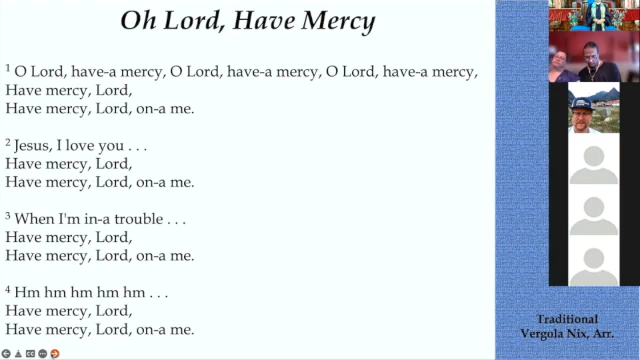 Oh Lord, Have Mercy
1 O Lord, have-a mercy, O Lord, have-a mercy, O Lord, have-a mercy,
Have mercy, Lord,
Have mercy, Lord, on-a me.
2 Jesus, I love you . . .
Have mercy, Lord,
Have mercy, Lord, on-a me.
3 When I'm in-a trouble . . .
Have mercy, Lord,
Have mercy, Lord, on-a me.
4 Hm hm hm hm hm . . .
Have mercy, Lord,
Have mercy, Lord, on-a me.
Traditional
Vergola Nix, Arr.